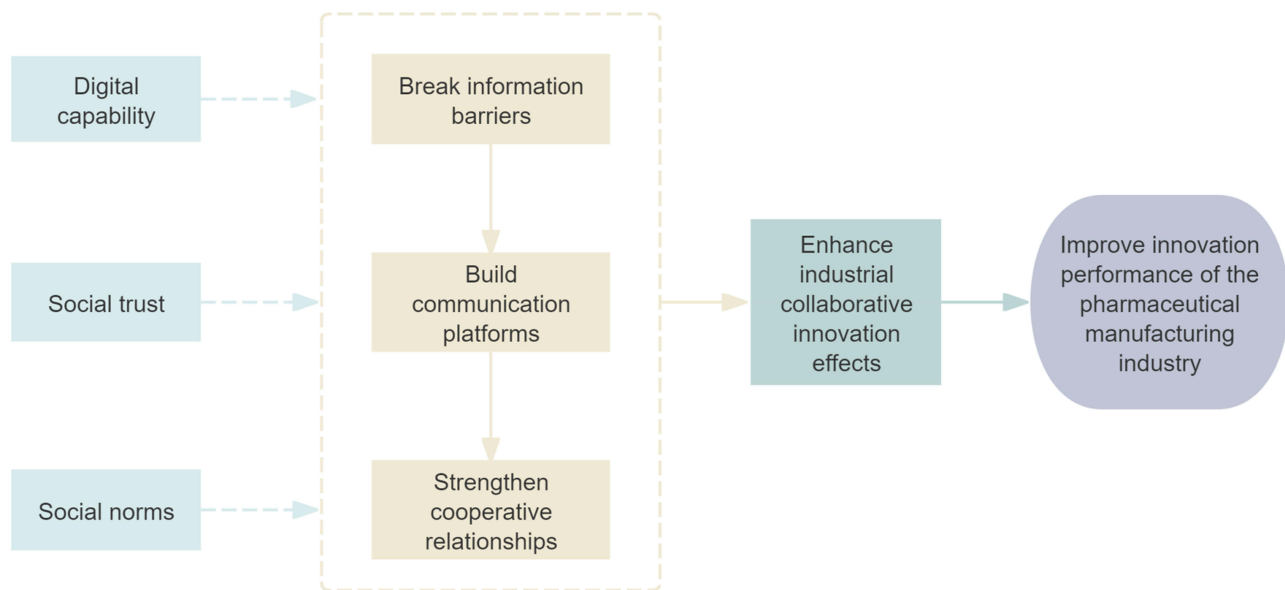 Digital
capability
Social trust
Social norms
Break information
barriers
Build
communication
platforms
Strengthen
cooperative
relationships
Enhance
industrial
collaborative
innovation
effects
Improve innovation
performance of the
pharmaceutical
manufacturing
industry